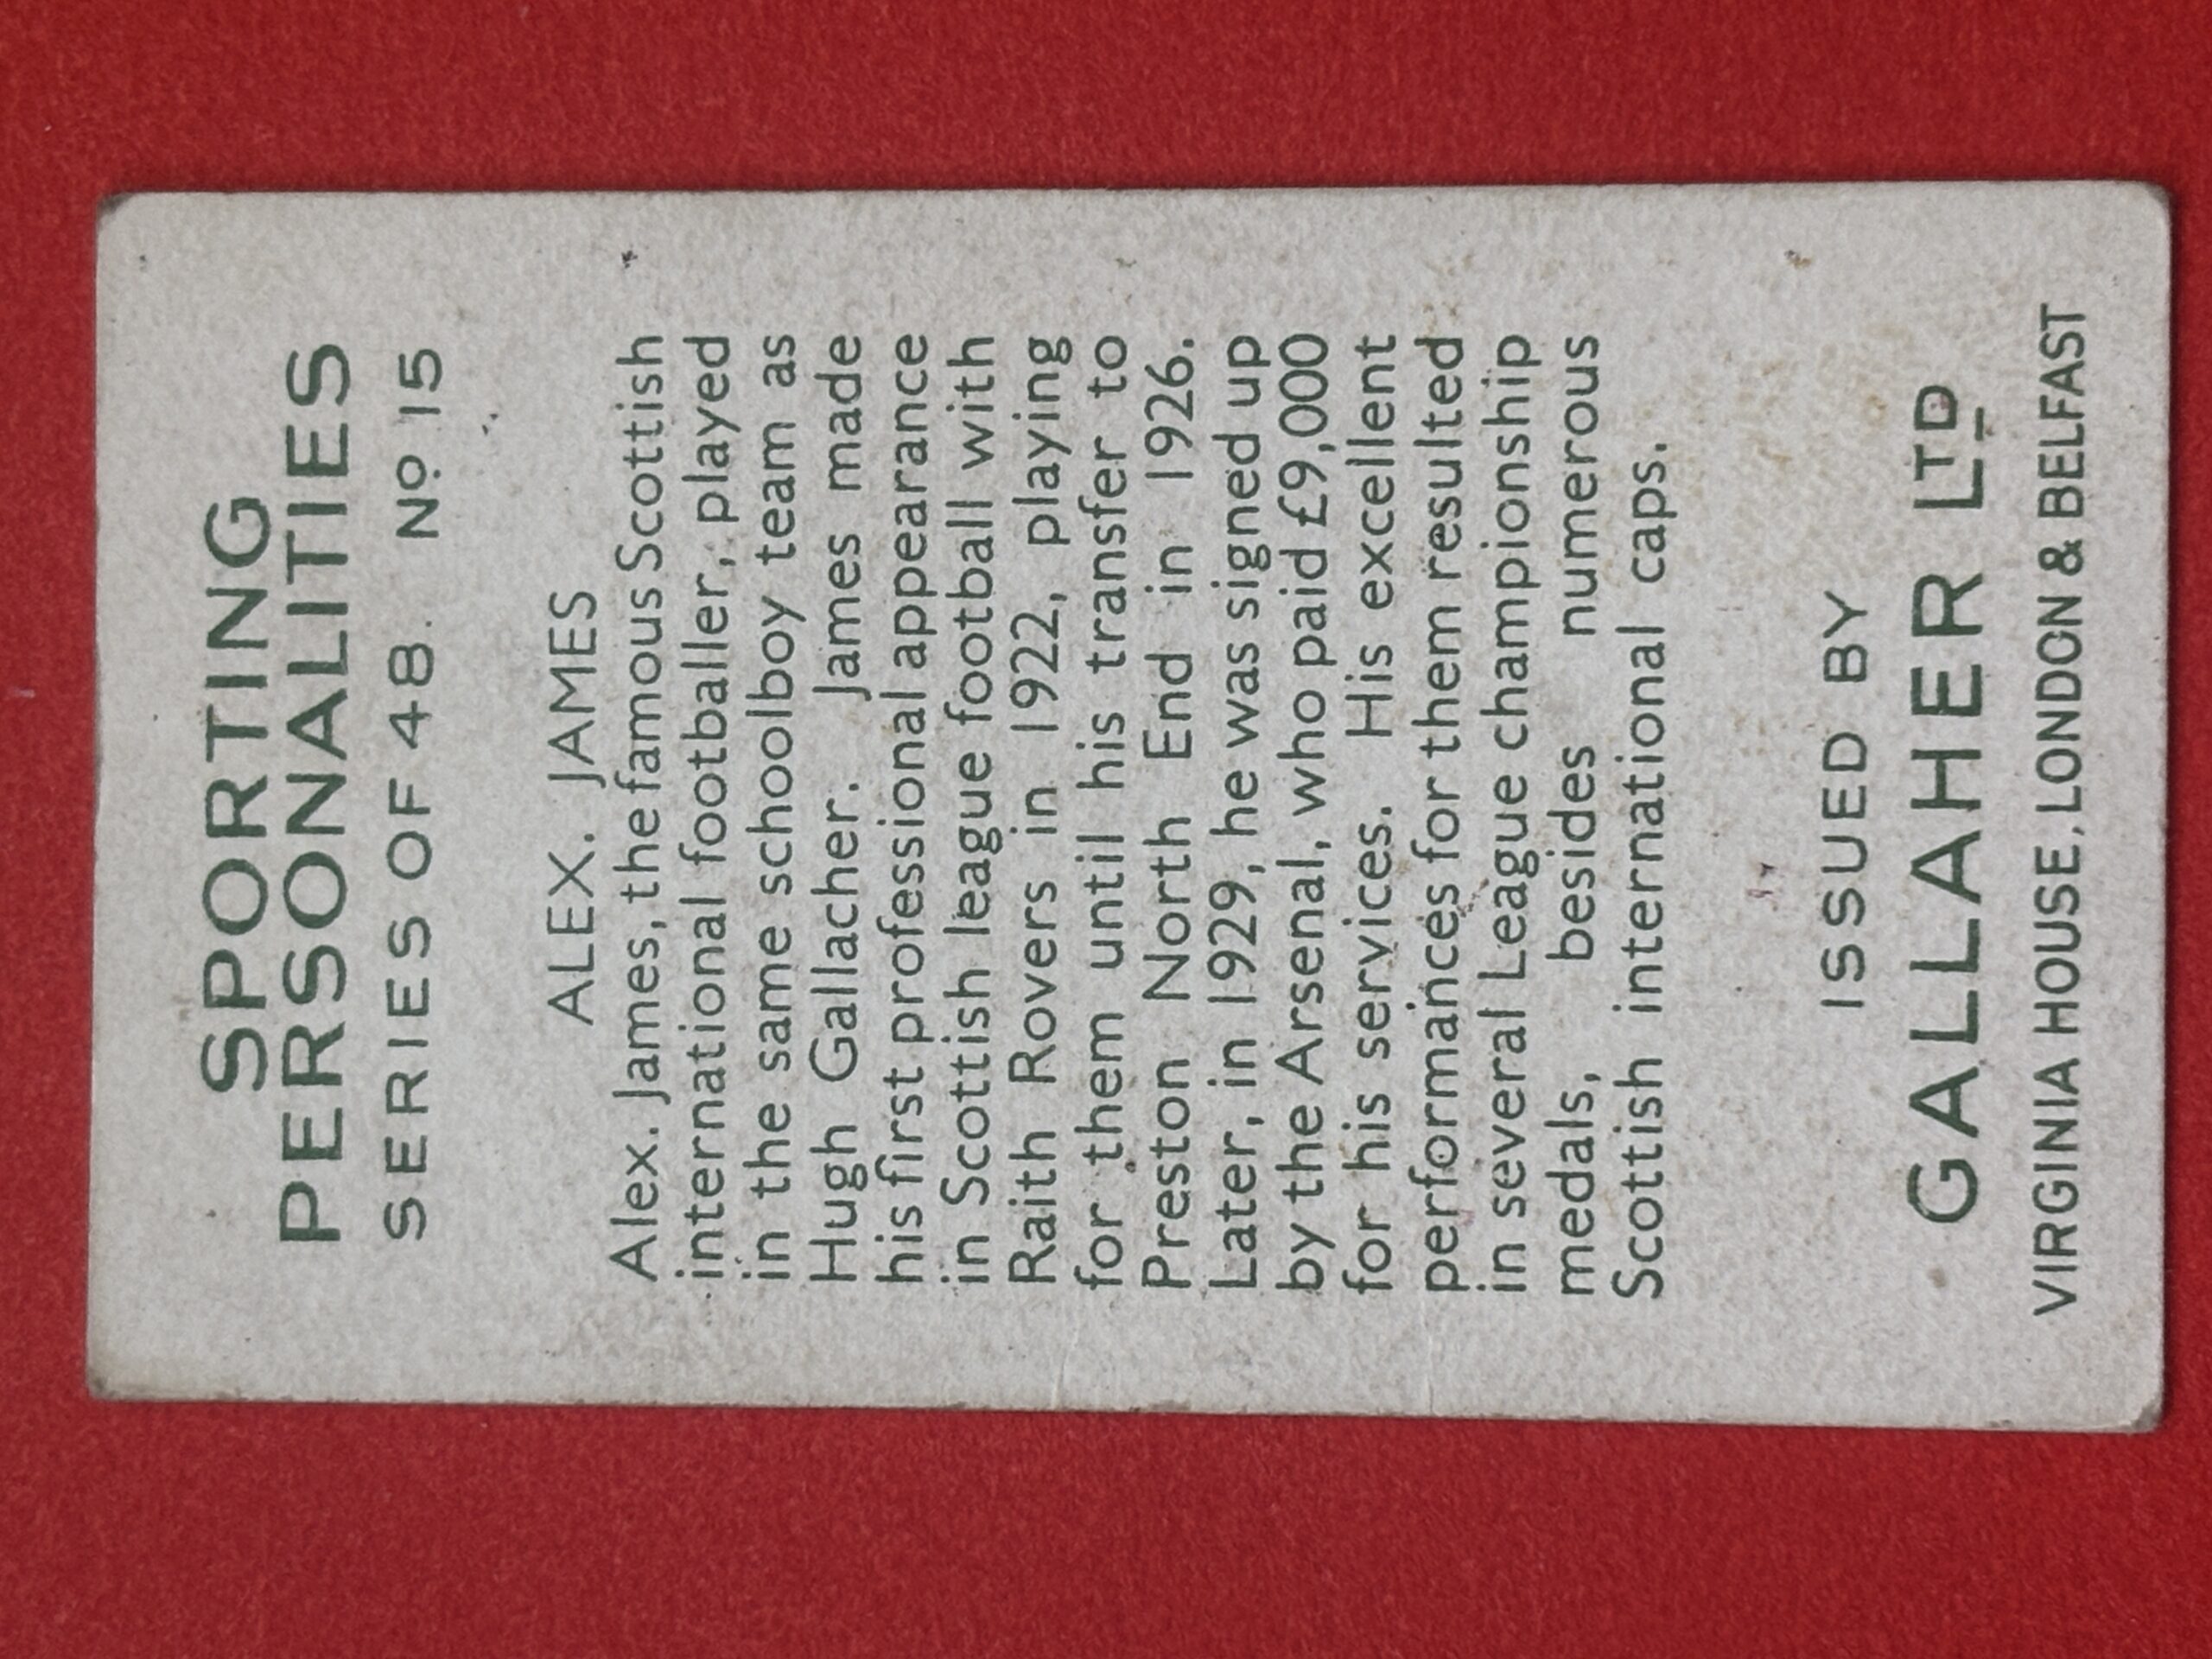 SPORTING
PERSONALITIES
SERIES OF 48. Nº 15
ALEX. JAMES
Alex. James, the famous Scottish
international footballer, played
in the same schoolboy team as
Hugh Gallacher. James made
his first professional appearance
in Scottish league football with
Raith Rovers in 1922, playing
for them until his transfer to
Preston North End in 1926.
Later, in 1929, he was signed up
by the Arsenal, who paid £9,000
for his services. His excellent
performances for them resulted
in several League championship
medals, besides numerous
Scottish international caps.
ISSUED BY
GALLAHER LTD
VIRGINIA HOUSE, LONDON & BELFAST